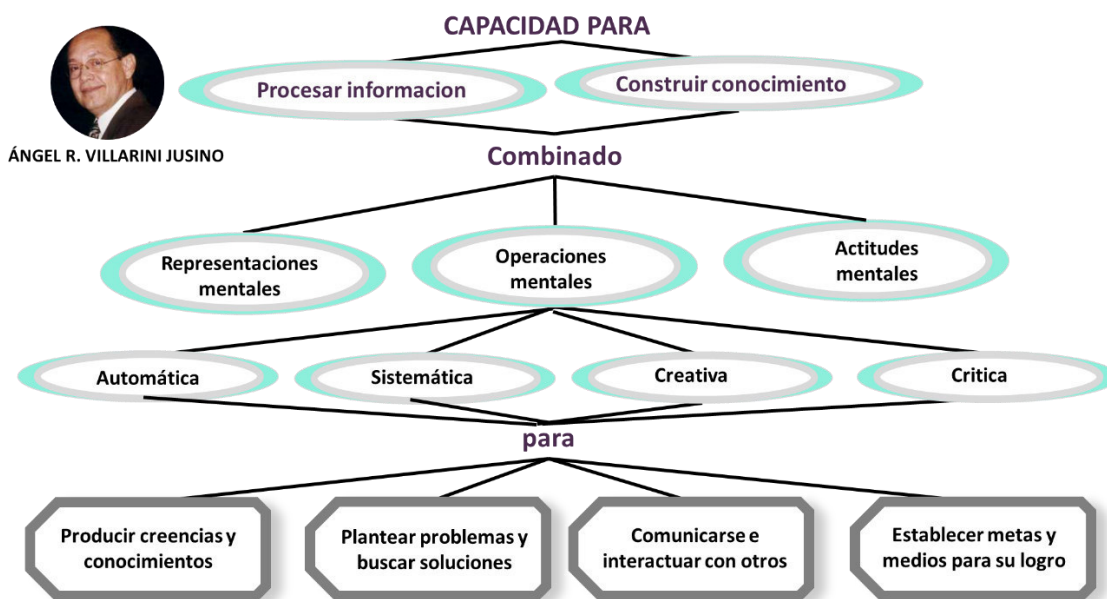 CAPACIDAD PARA
Procesar informacion
Construir conocimiento
ÁNGEL R. VILLARINI JUSINO
Combinado
Representaciones
mentales
Operaciones
mentales
Actitudes
mentales
Automática
Sistemática
Creativa
Critica
para
Producir creencias y
conocimientos
Plantear problemas y
buscar soluciones
Comunicarse e
interactuar con otros
Establecer metas y
medios para su logro